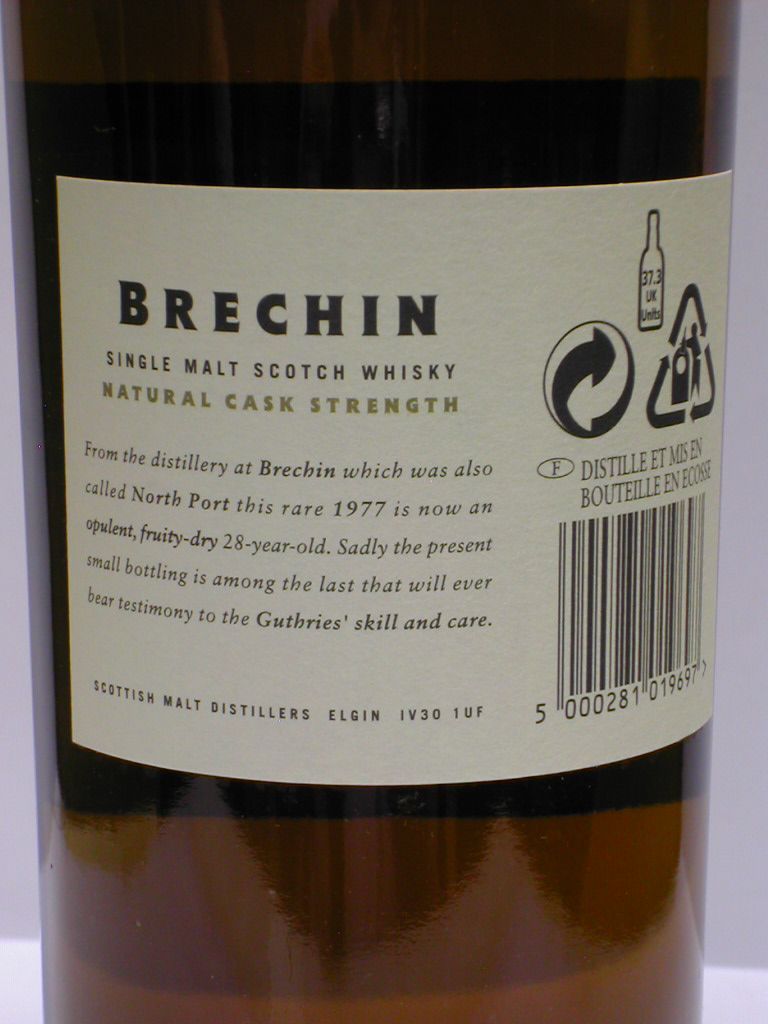 BRECHIN
SINGLE MALT SCOTCH WHISKY
NATURAL CASK STRENGTH
From the distillery at Brechin which was also
called North Port this rare 1977 is now an
opulent, fruity-dry 28-year-old. Sadly the present
small bottling is among the last that will ever
bear testimony to the Guthries' skill and care.
SCOTTISH MALT DISTILLERS ELGIN IV30 1UF
37.3
UK
Units
F DISTILLE ET MIS EN
BOUTEILLE EN ECOSSE
5 000281 019697 >